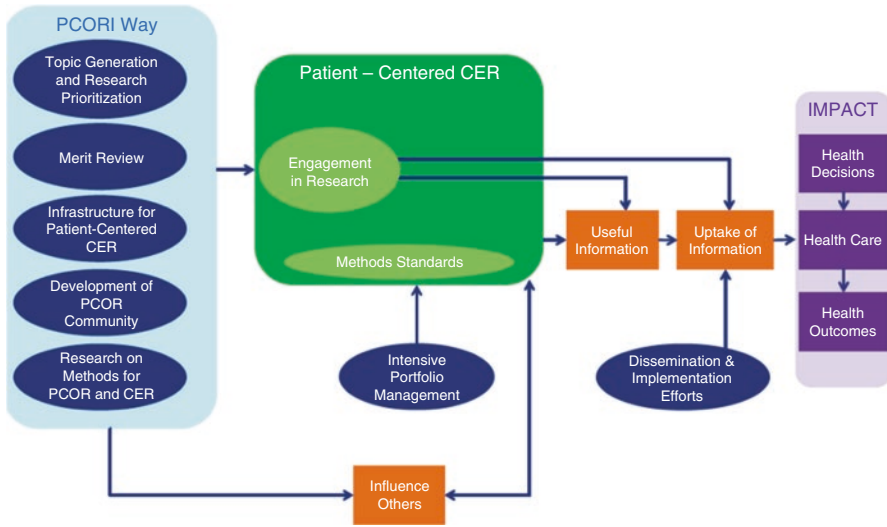 PCORI Way
Topic Generation
and Research
Prioritization
Merit Review
Infrastructure for
Patient-Centered
CER
Development of
PCOR
Community
Research on
Methods for
PCOR and CER
Patient – Centered CER
Engagement
in Research
Methods Standards
Intensive
Portfolio
Management
Influence
Others
Useful
Information
Uptake of
Information
Dissemination &
Implementation
Efforts
IMPACT
Health
Decisions
Health Care
Health
Outcomes